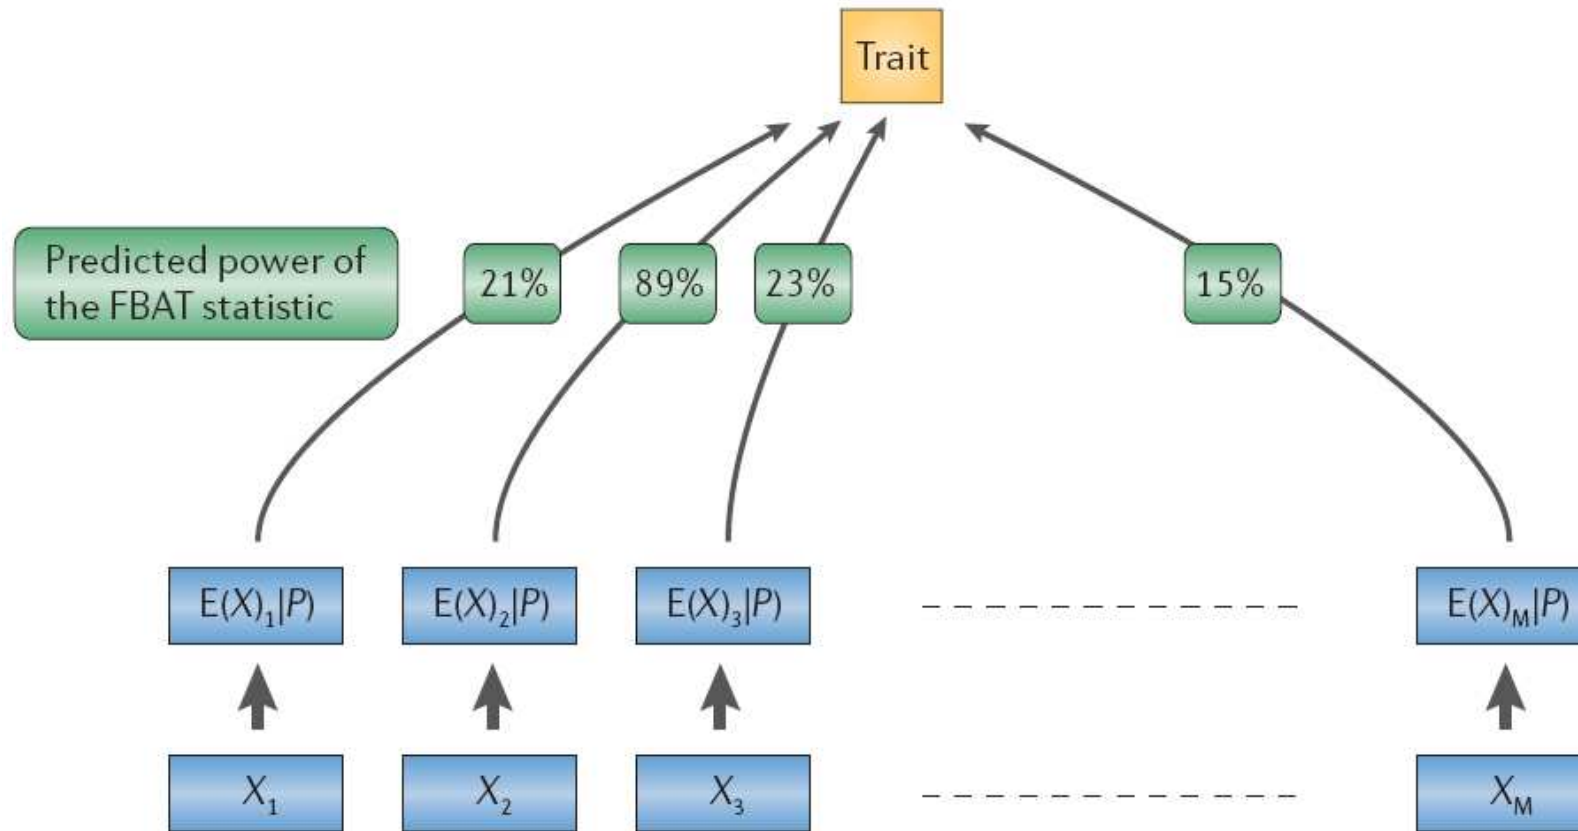 Trait
Predicted power of
the FBAT statistic
21%
89%
23%
15%
E(X)₁|P)
E(X)₂|P)
E(X)₃|P)
E(X)ₘ|P)
X₁
X₂
X₃
Xₘ